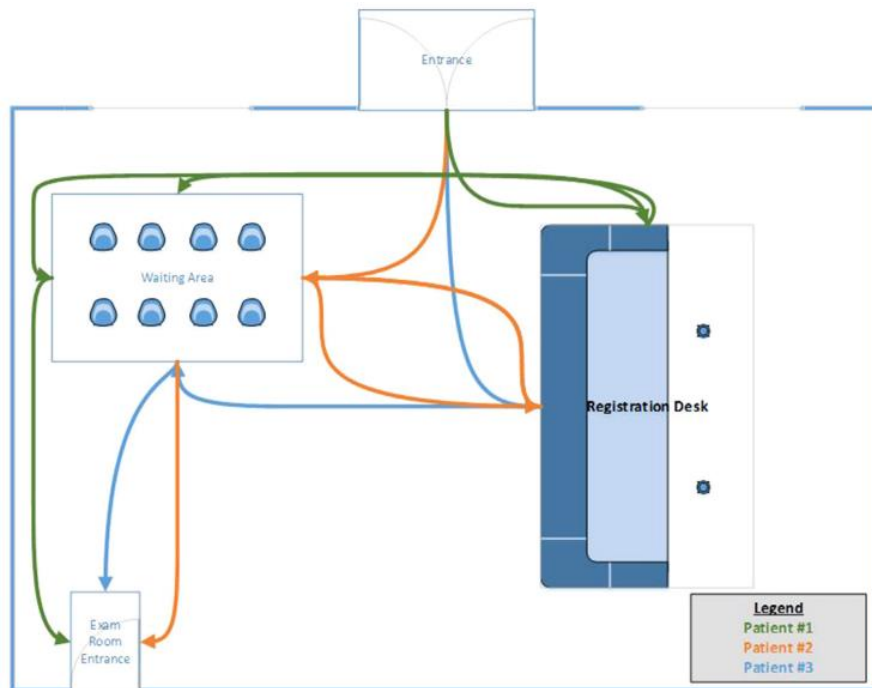 Entrance
Waiting Area
Registration Desk
Exam
Room
Entrance
Legend
Patient #1
Patient #2
Patient #3